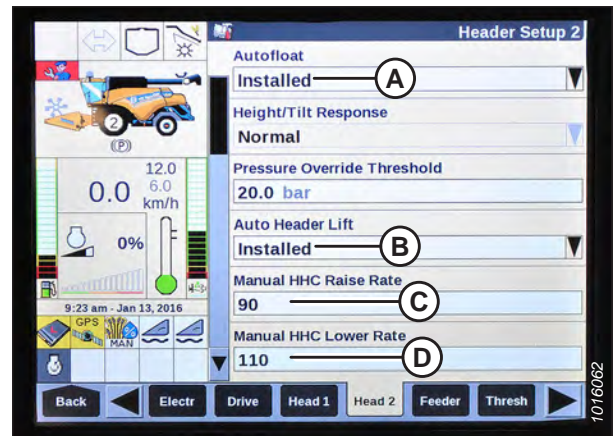 Header Setup 2
Autofloat
Installed
A
Height/Tilt Response
Normal
2
(P)
Pressure Override Threshold
20.0 bar
12.0
6.0
0.0 km/h
Auto Header Lift
Installed
B
0%
Manual HHC Raise Rate
90
C
9:23 am - Jan 13, 2016
GPS
MAN
Manual HHC Lower Rate
110
D
Back
Electr
Drive
Head 1
Head 2
Feeder
Thresh
1016062